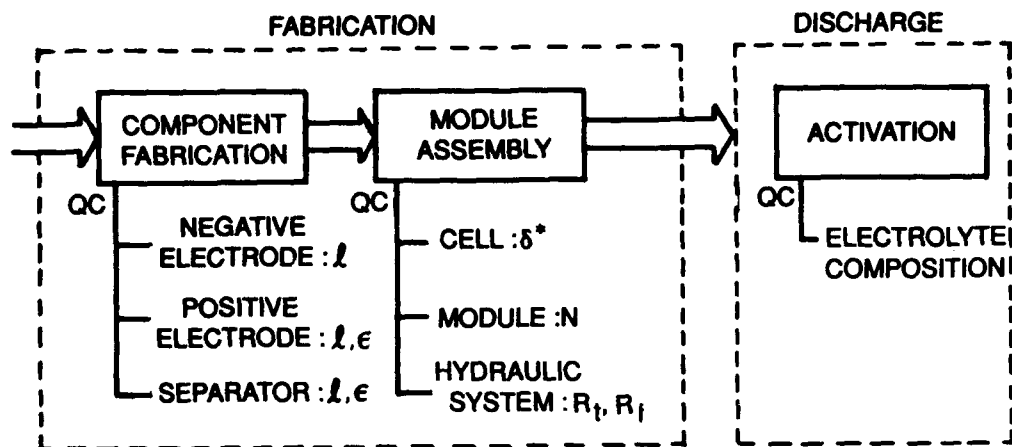 FABRICATION
DISCHARGE
COMPONENT
FABRICATION
MODULE
ASSEMBLY
ACTIVATION
QC
QC
QC
NEGATIVE
ELECTRODE : ℓ
POSITIVE
ELECTRODE : ℓ, ϵ
SEPARATOR : ℓ, ϵ
CELL : δ*
MODULE : N
HYDRAULIC
SYSTEM : Rt, Rf
ELECTROLYTE
COMPOSITION